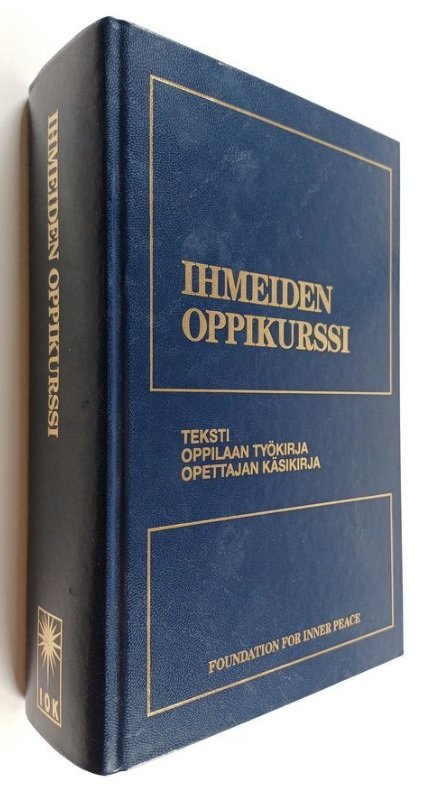 IHMEIDEN OPPIKURSSI
IOK
IHMEIDEN
OPPIKURSSI
TEKSTI
OPPILAAN TYÖKIRJA
OPETTAJAN KÄSIKIRJA
FOUNDATION FOR INNER PEACE